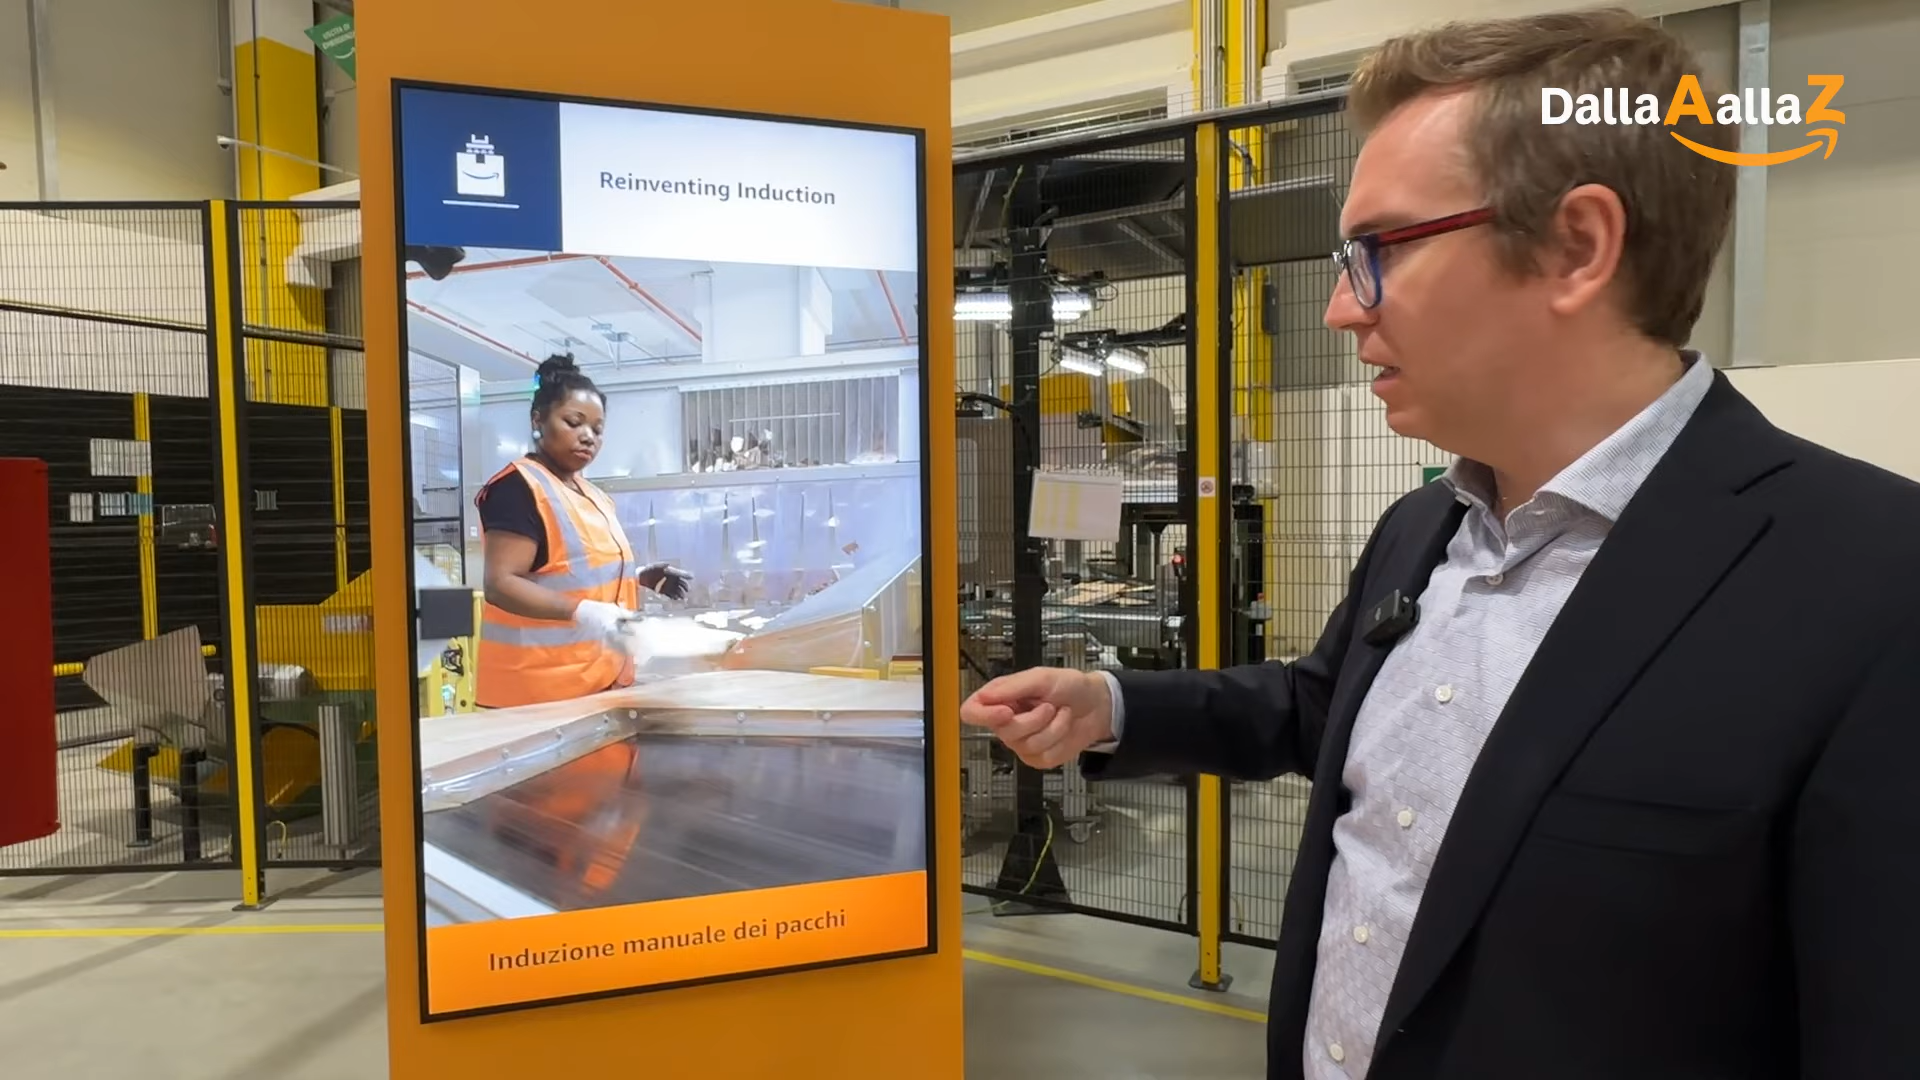 DallaAallaZ
Reinventing Induction
Induzione manuale dei pacchi